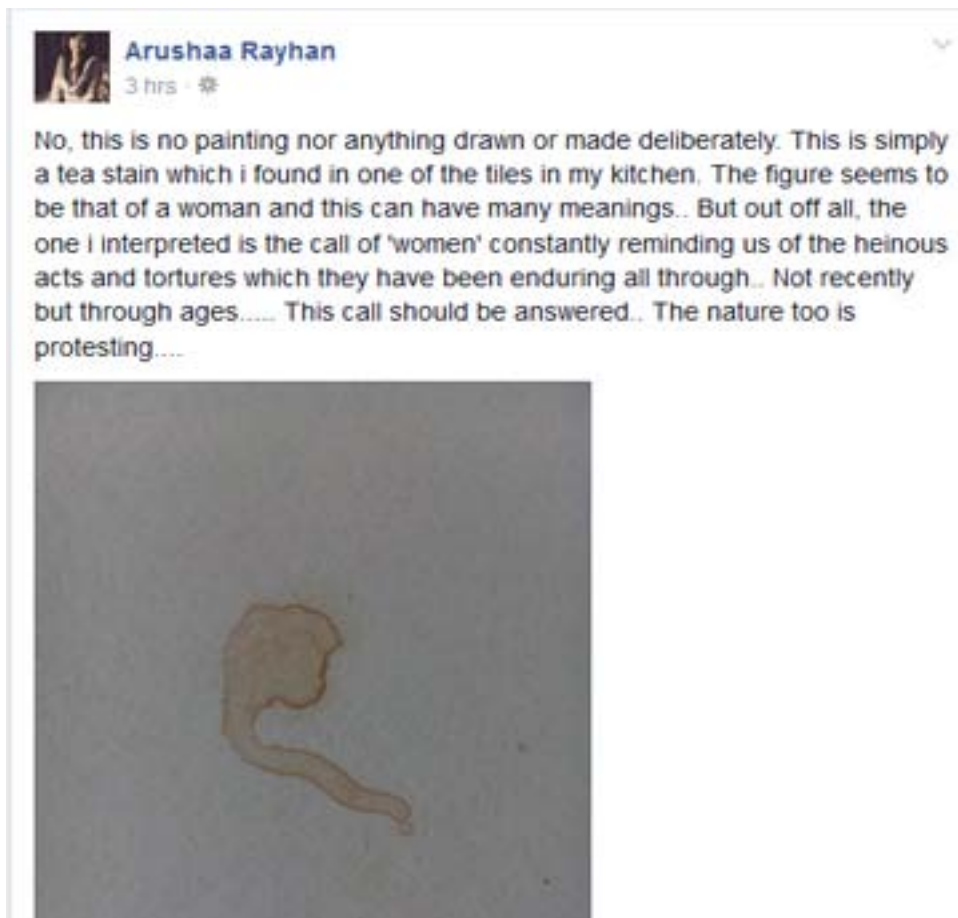 Arushaa Rayhan
3 hrs ·
No, this is no painting nor anything drawn or made deliberately. This is simply
a tea stain which i found in one of the tiles in my kitchen. The figure seems to
be that of a woman and this can have many meanings.. But out off all, the
one i interpreted is the call of 'women' constantly reminding us of the heinous
acts and tortures which they have been enduring all through.. Not recently
but through ages..... This call should be answered.. The nature too is
protesting....